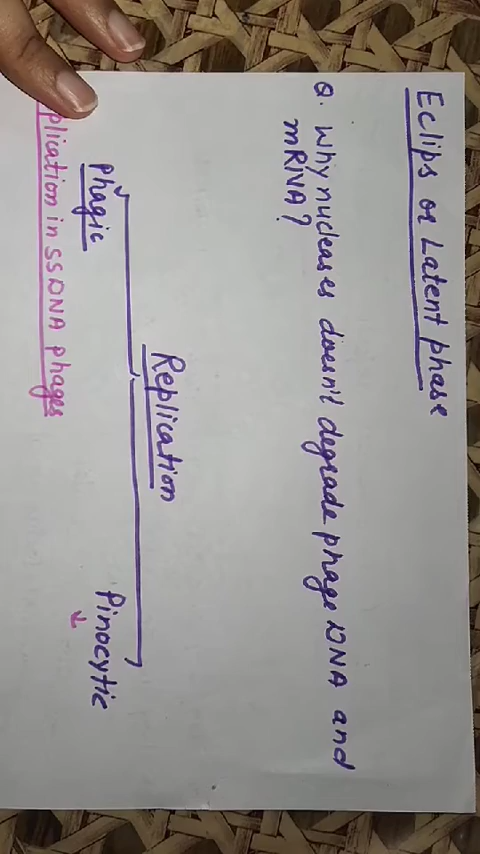 Eclips or Latent phase
Q. Why nucleases doesn't degrade phage DNA and
mRNA?
Replication
Phagic Pinocytic
plication in SSDNA phages